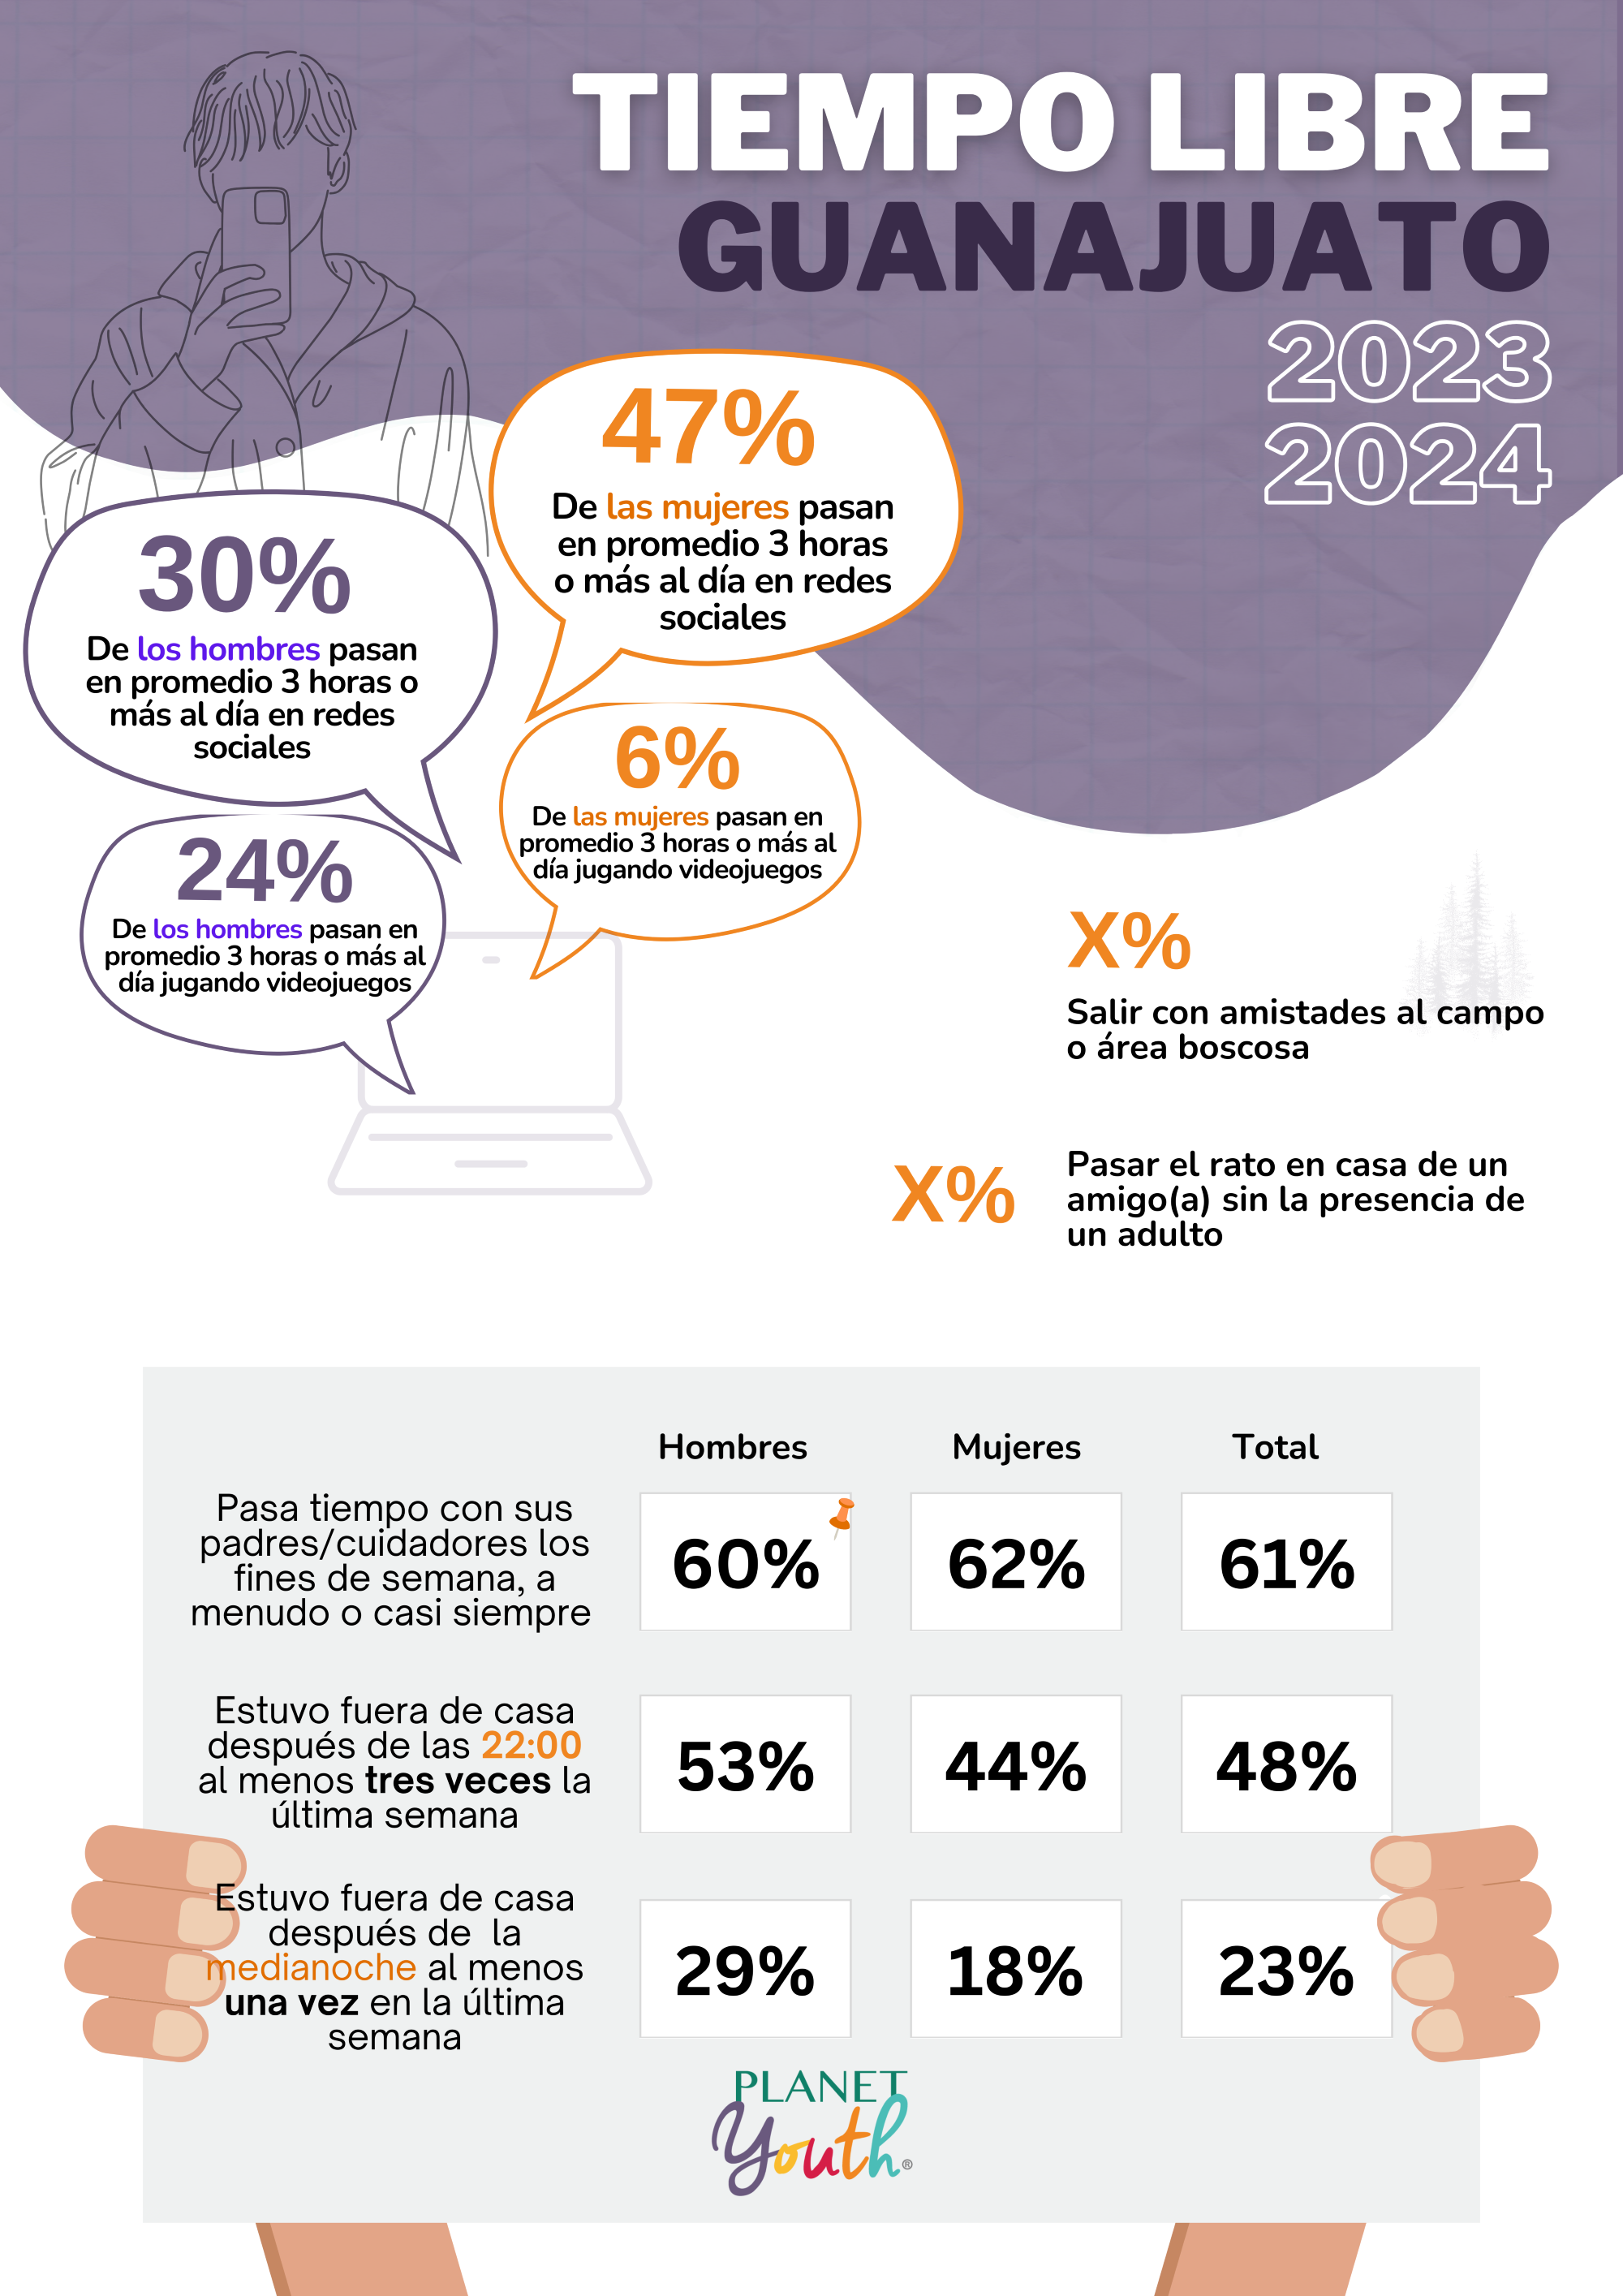 TIEMPO LIBRE
GUANAJUATO
2023
2024
47%
De las mujeres pasan
en promedio 3 horas
o más al día en redes
sociales
30%
De los hombres pasan
en promedio 3 horas o
más al día en redes
sociales
6%
De las mujeres pasan en
promedio 3 horas o más al
día jugando videojuegos
24%
De los hombres pasan en
promedio 3 horas o más al
día jugando videojuegos
X%
Salir con amistades al campo
o área boscosa
X%
Pasar el rato en casa de un
amigo(a) sin la presencia de
un adulto
Hombres Mujeres Total
Pasa tiempo con sus
padres/cuidadores los
fines de semana, a
menudo o casi siempre
60% 62% 61%
Estuvo fuera de casa
después de las 22:00
al menos tres veces la
última semana
53% 44% 48%
Estuvo fuera de casa
después de la
medianoche al menos
una vez en la última
semana
29% 18% 23%
PLANET
Youth®